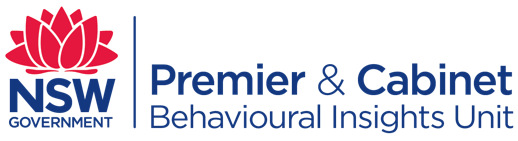 NSW
GOVERNMENT
Premier & Cabinet
Behavioural Insights Unit